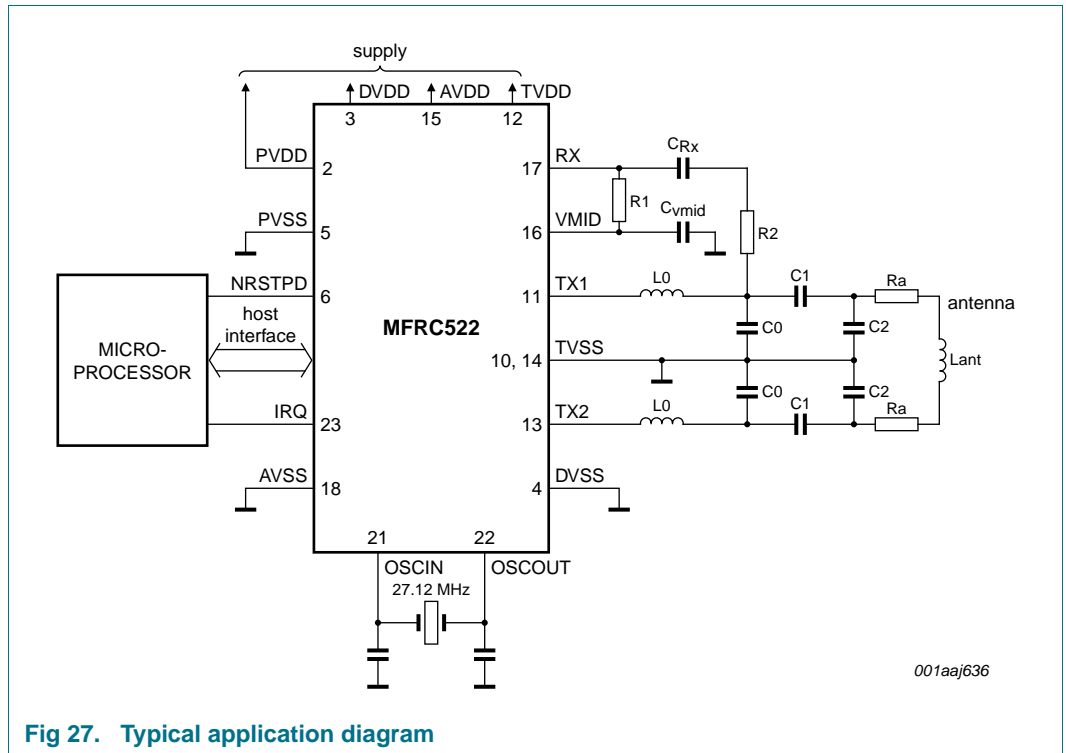 supply
DVDD AVDD TVDD
3 15 12
PVDD 2 17 RX CRx
R1
PVSS 5 16 VMID Cvmid R2
NRSTPD 6 11 TX1 L0 C1 Ra
antenna
host
interface
MFRC522
C0 C2
MICRO-
PROCESSOR
10, 14 TVSS
Lant
C0 C2
IRQ 23 13 TX2 L0 C1 Ra
AVSS 18 4 DVSS
21 22
OSCIN OSCOUT
27.12 MHz
001aaj636
Fig 27. Typical application diagram